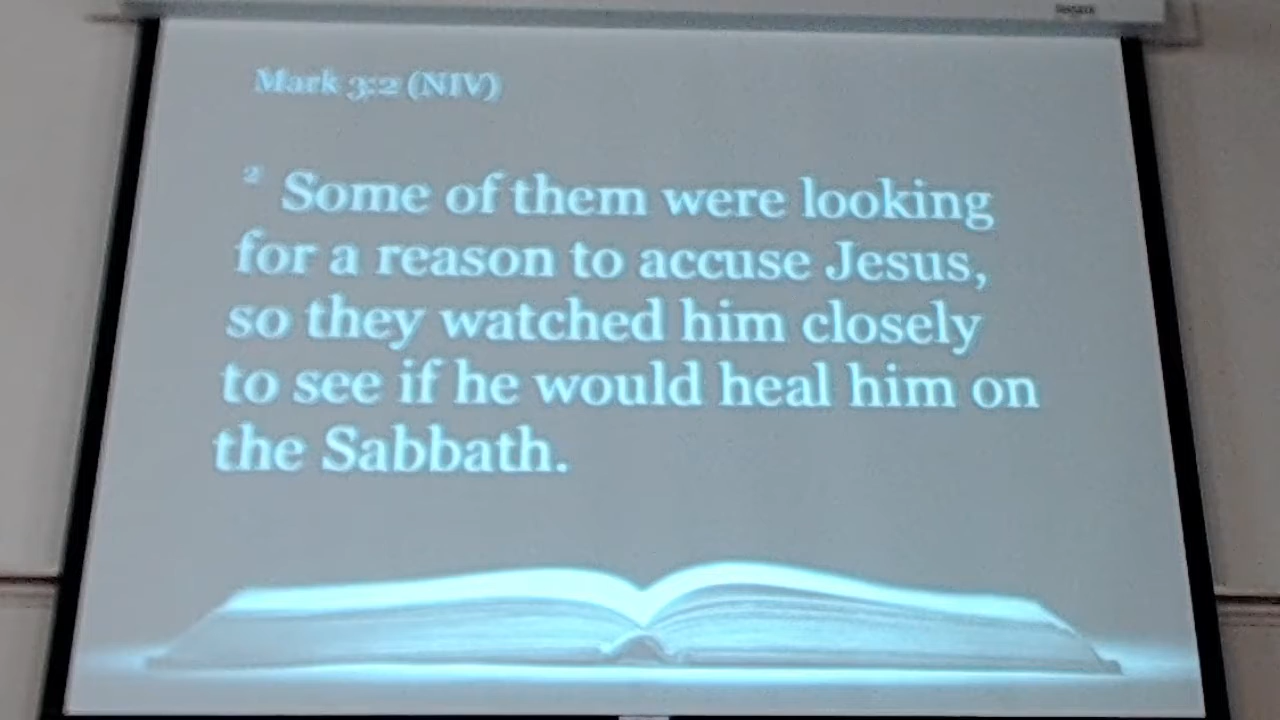 Mark 3:2 (NIV)
2 Some of them were looking
for a reason to accuse Jesus,
so they watched him closely
to see if he would heal him on
the Sabbath.